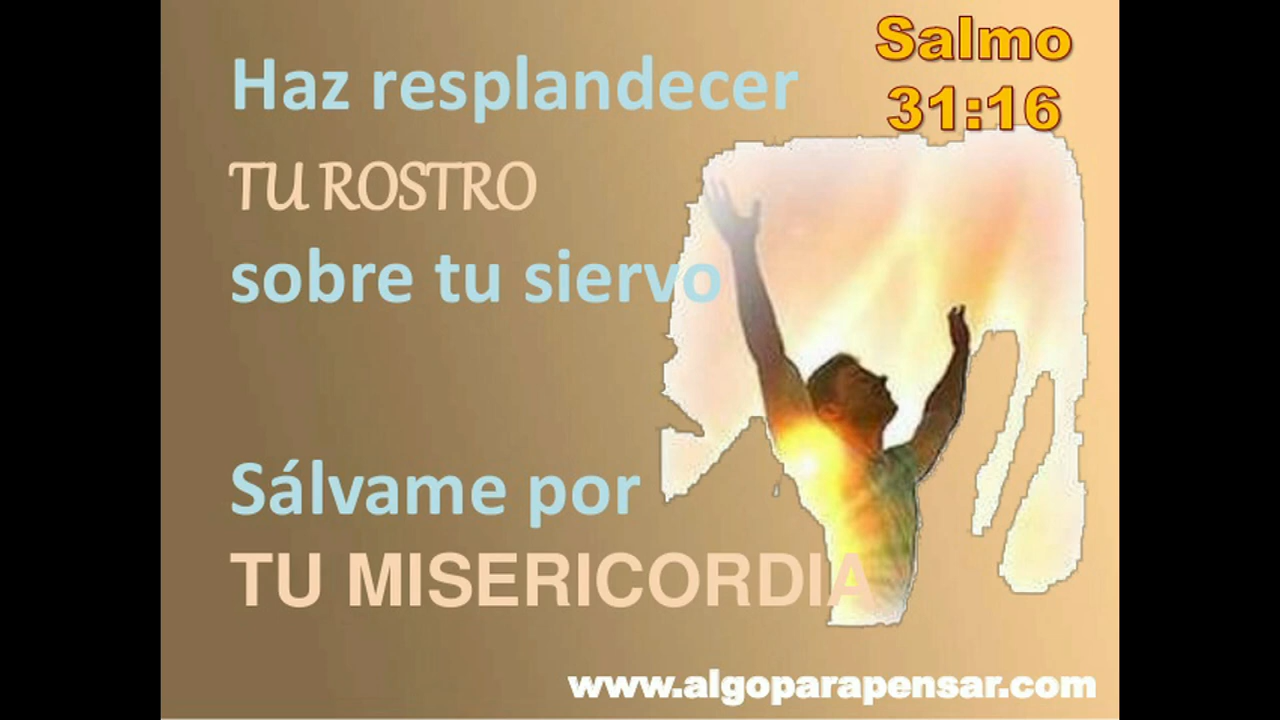 Haz resplandecer
Salmo
31:16
TU ROSTRO
sobre tu siervo
Sálvame por
TU MISERICORDIA
www.algoparapensar.com